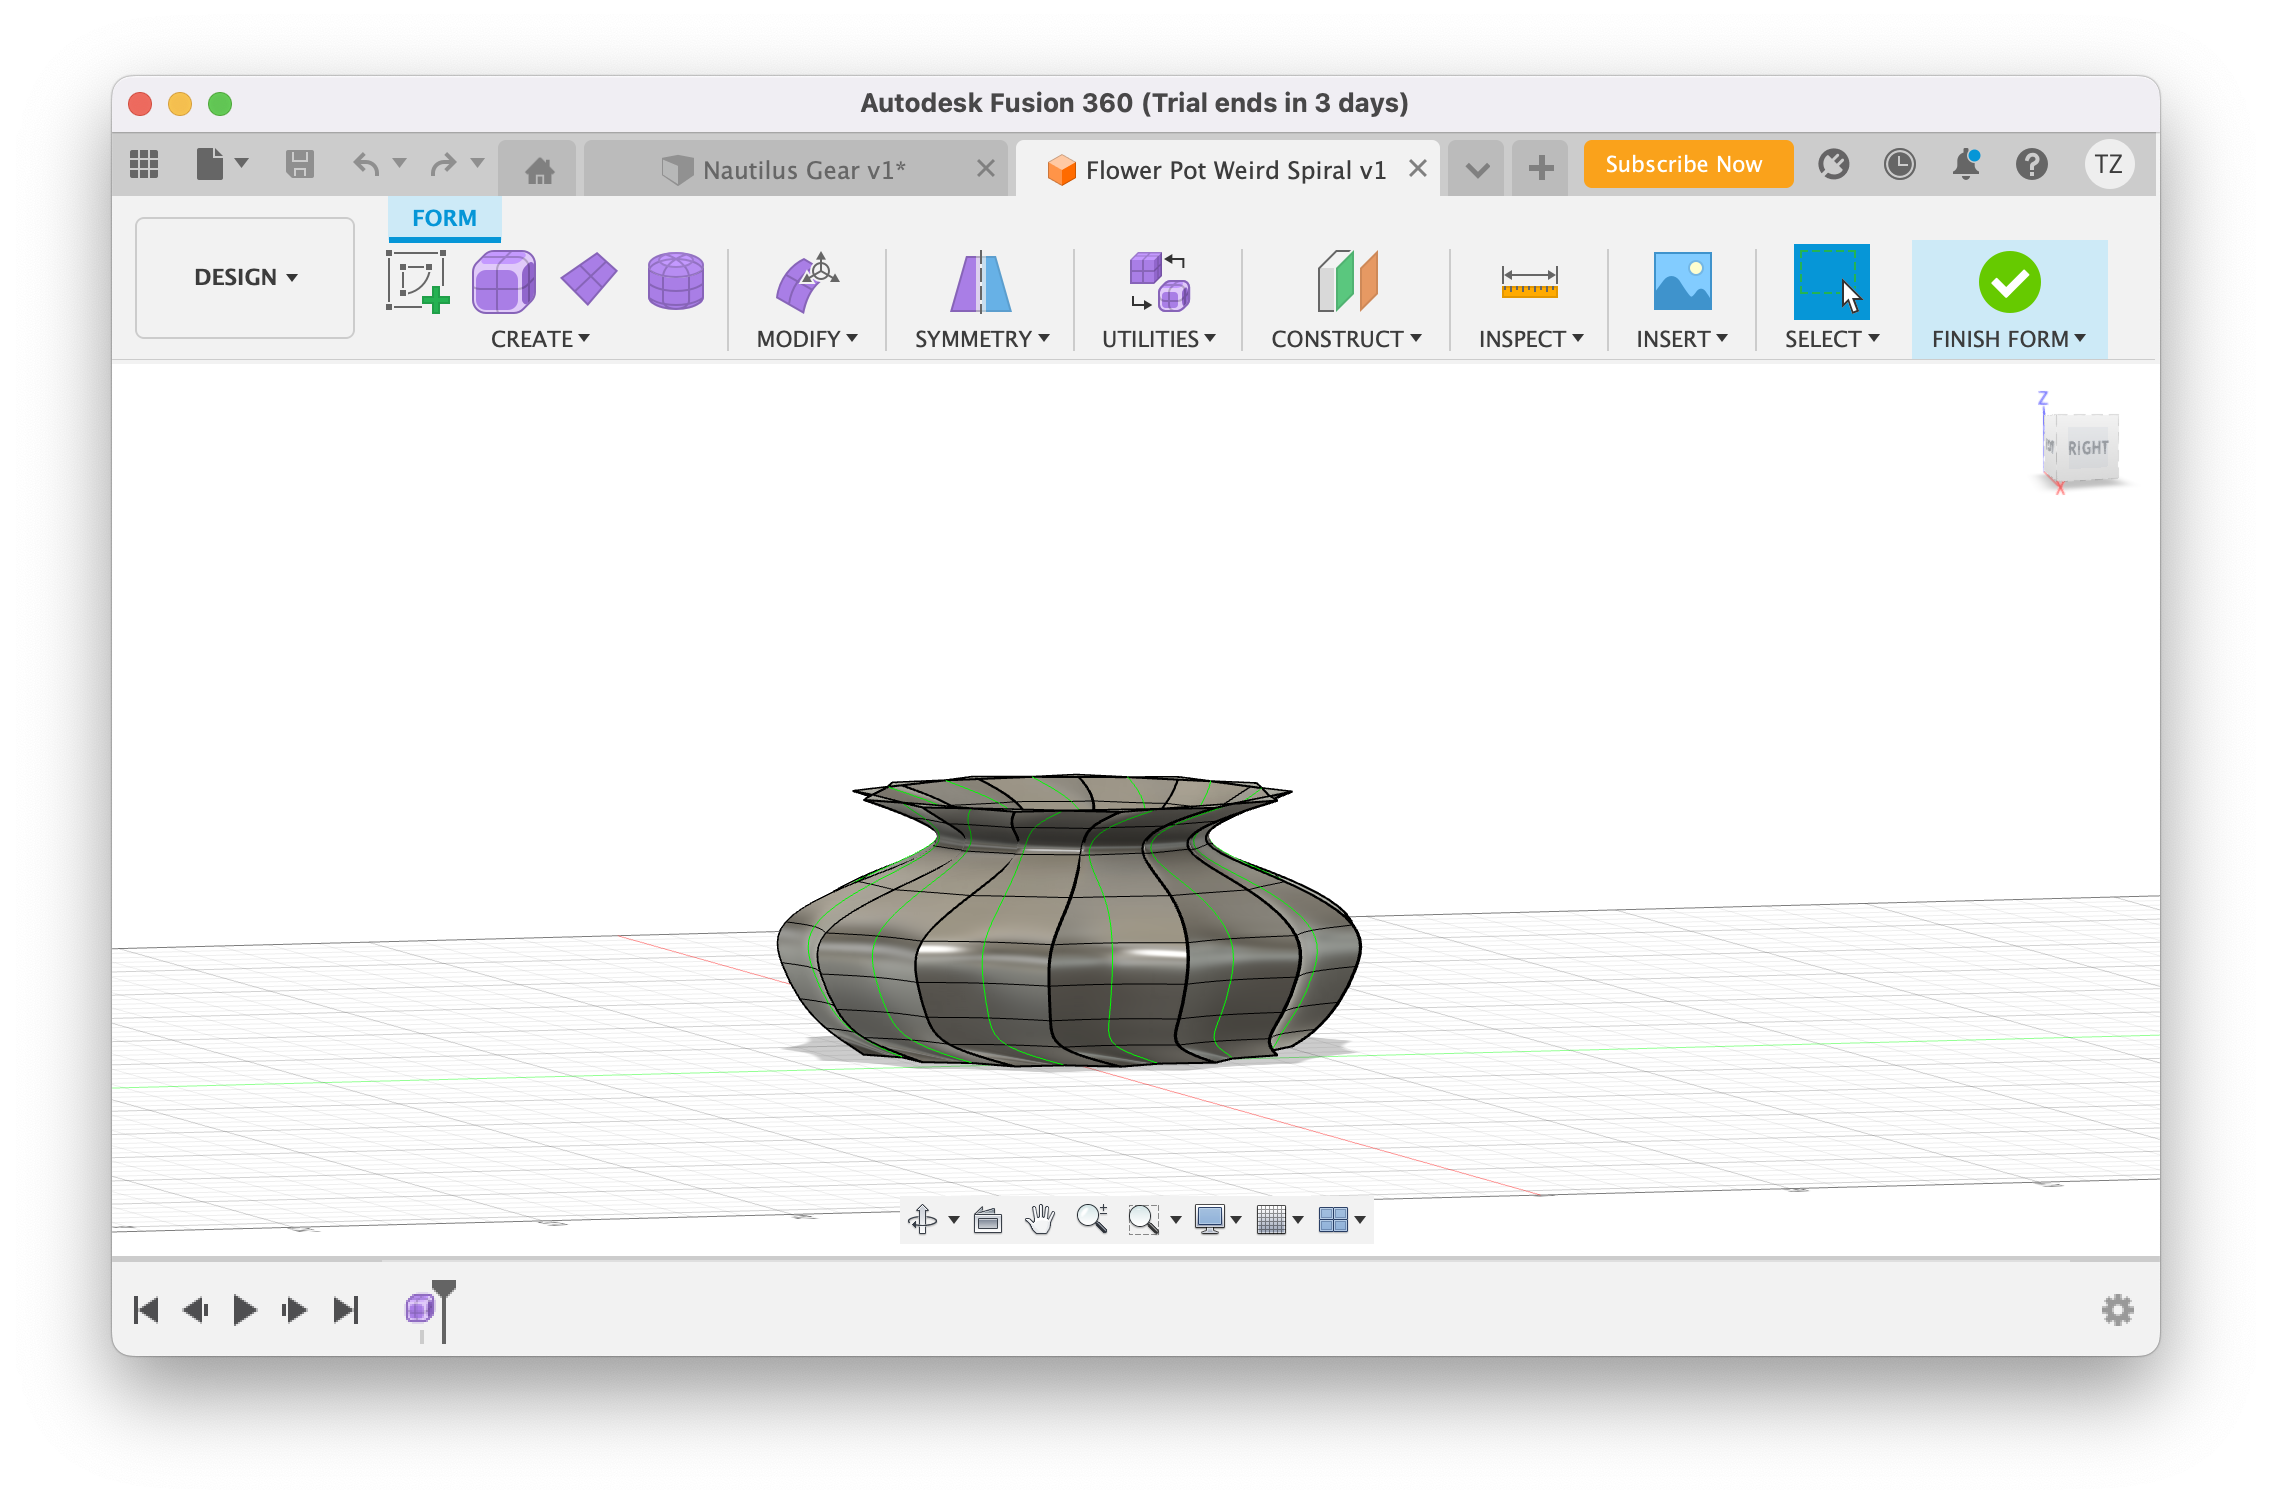 Autodesk Fusion 360 (Trial ends in 3 days)
Nautilus Gear v1*
Flower Pot Weird Spiral v1
Subscribe Now
TZ
FORM
DESIGN
CREATE
MODIFY
SYMMETRY
UTILITIES
CONSTRUCT
INSPECT
INSERT
SELECT
FINISH FORM
Z
RIGHT
X